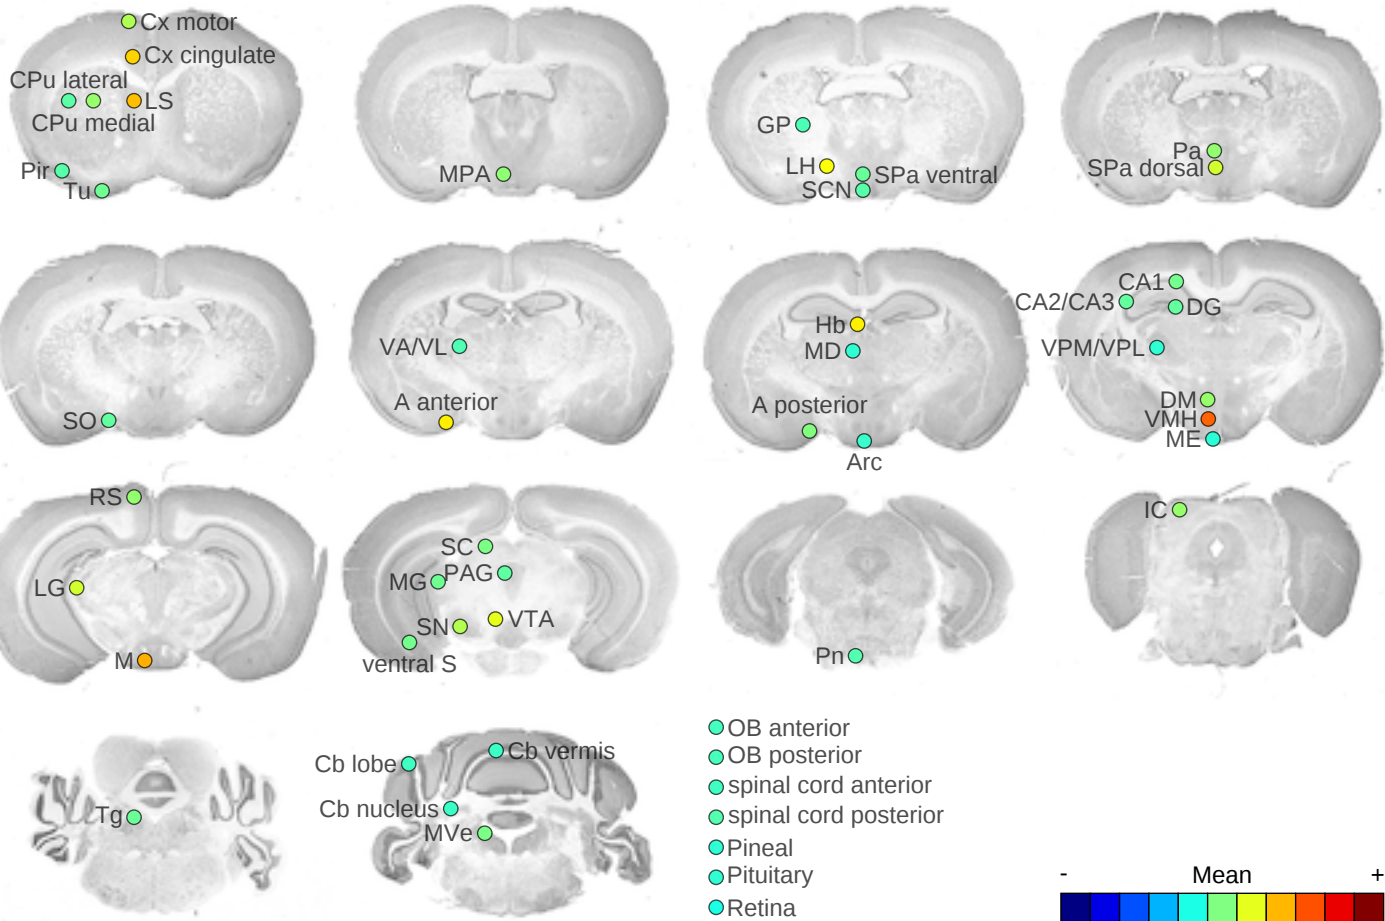 Cx motor
Cx cingulate
CPu lateral
LS
CPu medial
Pir
Tu
MPA
GP
LH
SPa ventral
SCN
Pa
SPa dorsal
SO
VA/VL
A anterior
Hb
MD
A posterior
Arc
CA1
CA2/CA3
DG
VPM/VPL
DM
VMH
ME
RS
LG
M
SC
MG
PAG
SN
VTA
ventral S
Pn
IC
Tg
Cb lobe
Cb vermis
Cb nucleus
MVe
OB anterior
OB posterior
spinal cord anterior
spinal cord posterior
Pineal
Pituitary
Retina
- Mean +